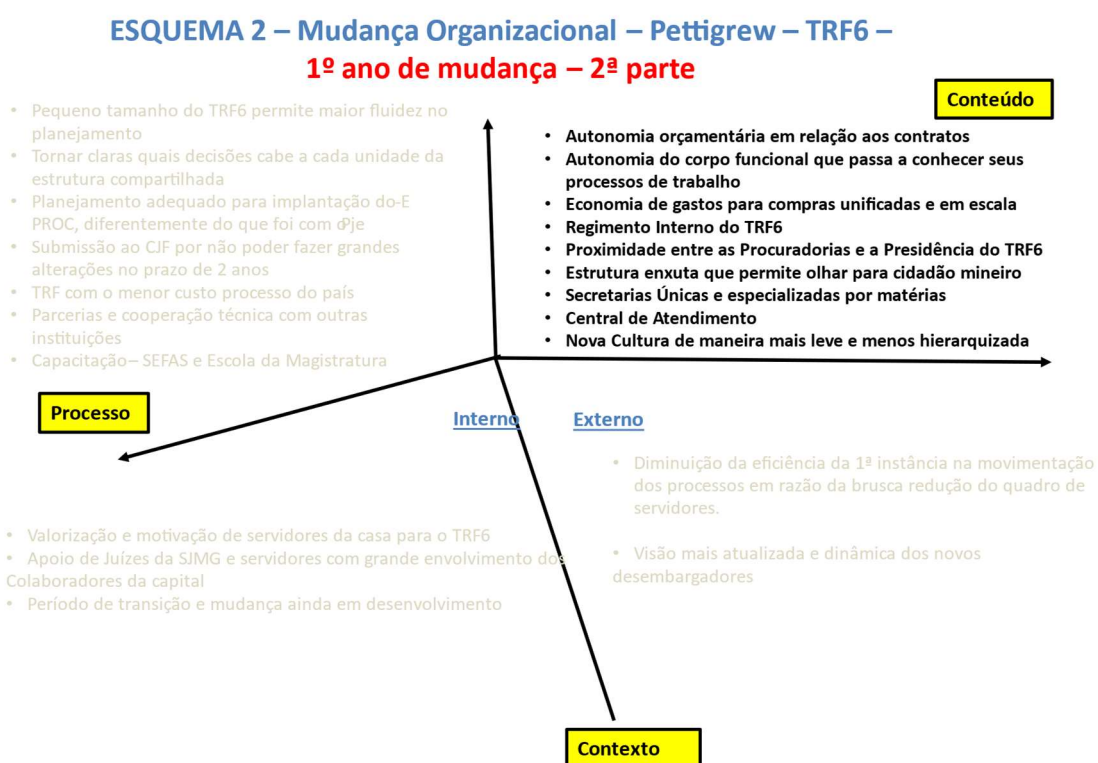 ESQUEMA 2 – Mudança Organizacional – Pettigrew – TRF6 –
1º ano de mudança – 2ª parte
• Pequeno tamanho do TRF6 permite maior fluidez no
planejamento
• Tornar claras quais decisões cabe a cada unidade da
estrutura compartilhada
• Planejamento adequado para implantação do-E
PROC, diferentemente do que foi com oPje
• Submissão ao CJF por não poder fazer grandes
alterações no prazo de 2 anos
• TRF com o menor custo processo do país
• Parcerias e cooperação técnica com outras
instituições
• Capacitação– SEFAS e Escola da Magistratura
Conteúdo
• Autonomia orçamentária em relação aos contratos
• Autonomia do corpo funcional que passa a conhecer seus
processos de trabalho
• Economia de gastos para compras unificadas e em escala
• Regimento Interno do TRF6
• Proximidade entre as Procuradorias e a Presidência do TRF6
• Estrutura enxuta que permite olhar para cidadão mineiro
• Secretarias Únicas e especializadas por matérias
• Central de Atendimento
• Nova Cultura de maneira mais leve e menos hierarquizada
Processo
Interno
Externo
• Valorização e motivação de servidores da casa para o TRF6
• Apoio de Juízes da SJMG e servidores com grande envolvimento dos
Colaboradores da capital
• Período de transição e mudança ainda em desenvolvimento
• Diminuição da eficiência da 1ª instância na movimentação
dos processos em razão da brusca redução do quadro de
servidores.
• Visão mais atualizada e dinâmica dos novos
desembargadores
Contexto